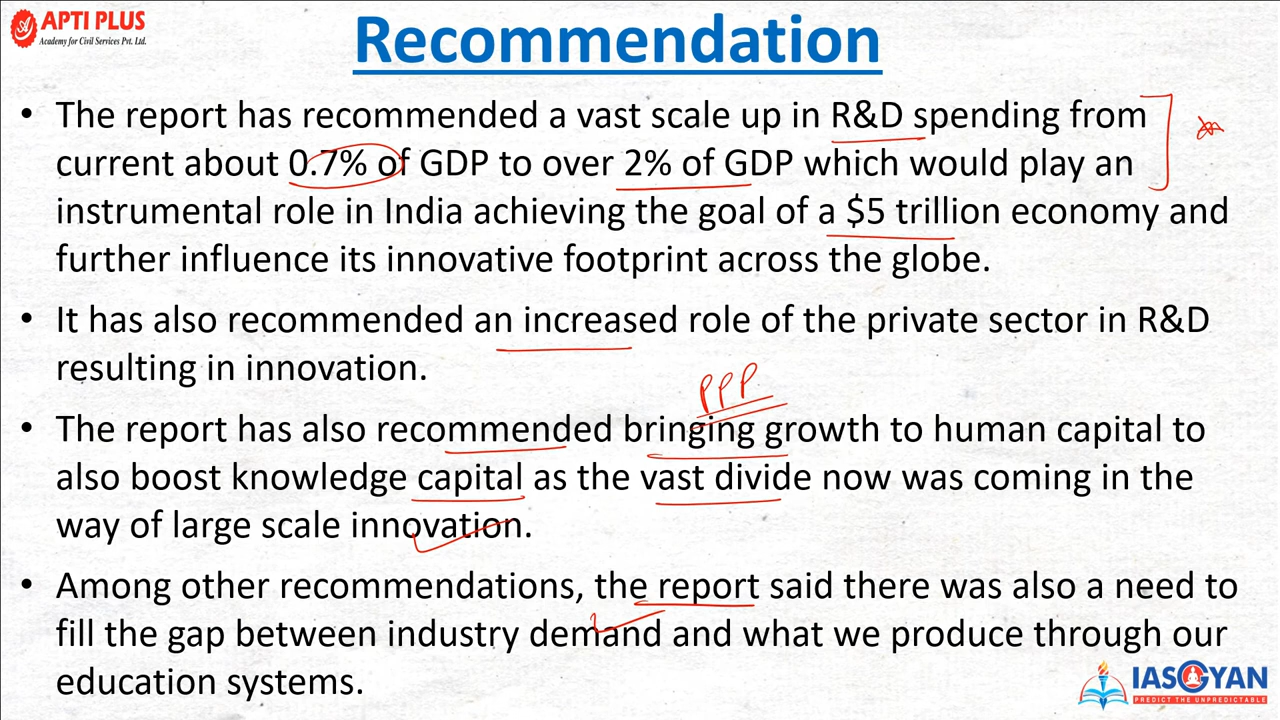 APTI PLUS
Academy for Civil Services Pvt. Ltd.
Recommendation
• The report has recommended a vast scale up in R&D spending from
current about 0.7% of GDP to over 2% of GDP which would play an
instrumental role in India achieving the goal of a $5 trillion economy and
further influence its innovative footprint across the globe.
• It has also recommended an increased role of the private sector in R&D
resulting in innovation.
PPP
• The report has also recommended bringing growth to human capital to
also boost knowledge capital as the vast divide now was coming in the
way of large scale innovation.
• Among other recommendations, the report said there was also a need to
fill the gap between industry demand and what we produce through our
education systems.
IASGYAN
PREDICT THE UNPREDICTABLE